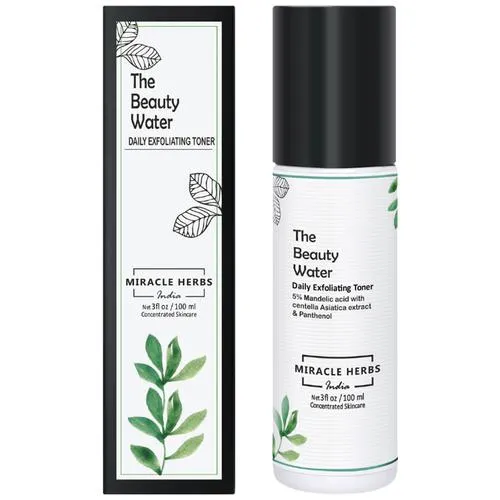 The
Beauty
Water
DAILY EXFOLIATING TONER
MIRACLE HERBS
India
Net 3fl oz / 100 ml
Concentrated Skincare
The
Beauty
Water
Daily Exfoliating Toner
5% Mandelic acid with
centella Asiatica extract
& Panthenol
MIRACLE HERBS
India
Net 3fl oz / 100 ml
Concentrated Skincare